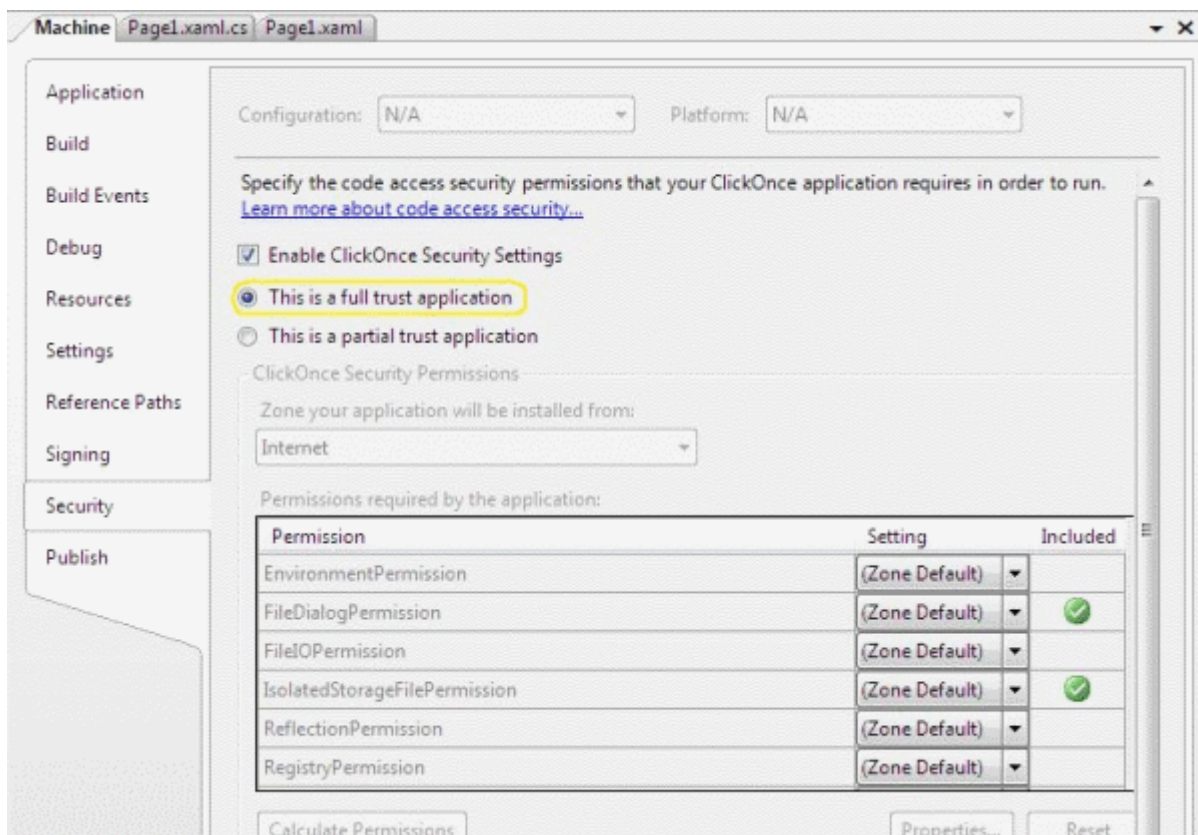 Machine Page1.xaml.cs Page1.xaml
Application
Build
Build Events
Debug
Resources
Settings
Reference Paths
Signing
Security
Publish
Configuration: N/A Platform: N/A
Specify the code access security permissions that your ClickOnce application requires in order to run.
Learn more about code access security...
Enable ClickOnce Security Settings
This is a full trust application
This is a partial trust application
ClickOnce Security Permissions
Zone your application will be installed from:
Internet
Permissions required by the application:
Permission Setting Included
EnvironmentPermission (Zone Default)
FileDialogPermission (Zone Default)
FileIOPermission (Zone Default)
IsolatedStorageFilePermission (Zone Default)
ReflectionPermission (Zone Default)
RegistryPermission (Zone Default)
Calculate Permissions Properties... Reset